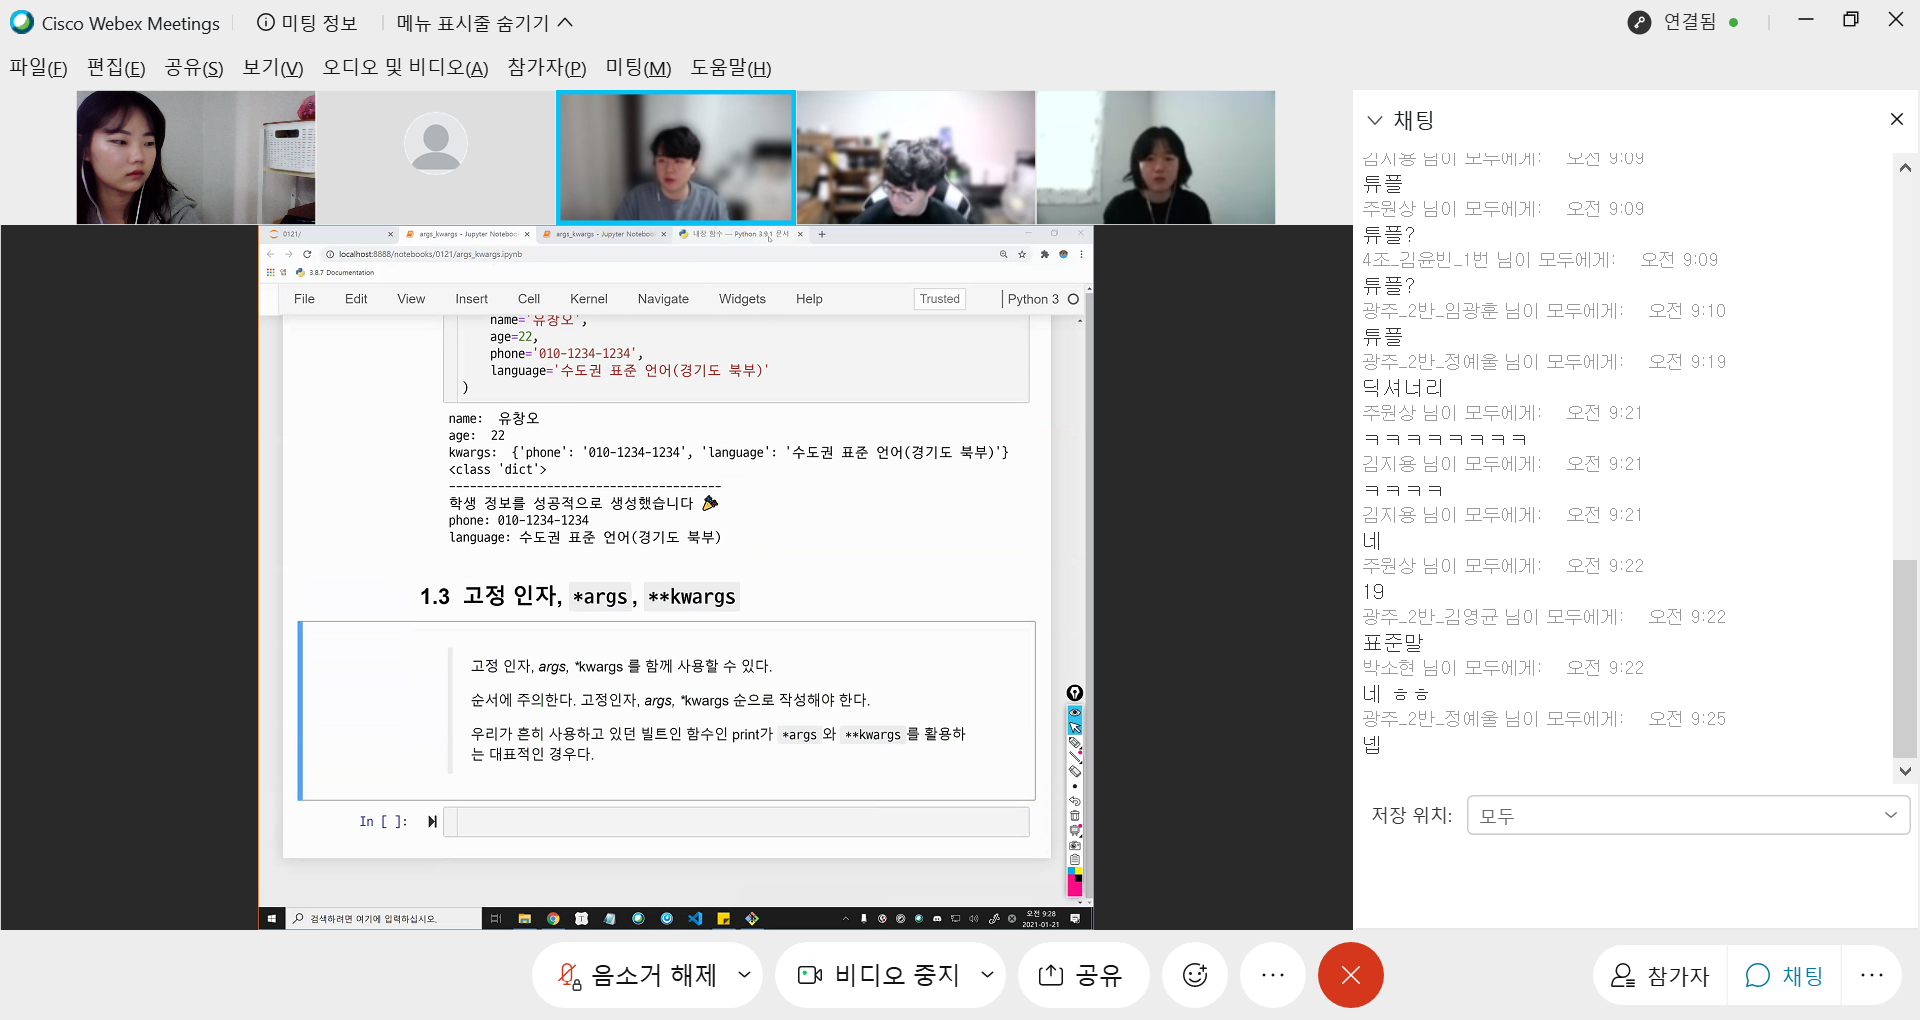 Cisco Webex Meetings
미팅 정보
메뉴 표시줄 숨기기
연결됨
파일(F) 편집(E) 공유(S) 보기(V) 오디오 및 비디오(A) 참가자(P) 미팅(M) 도움말(H)
0121/
args_kwargs - Jupyter Noteboo
args_kwargs - Jupyter Noteboo
내장 함수 — Python 3.9.1 문서
localhost:8888/notebooks/0121/args_kwargs.ipynb
앱
3.8.7 Documentation
File Edit View Insert Cell Kernel Navigate Widgets Help
Trusted
Python 3
name='유창오',
age=22,
phone='010-1234-1234',
language='수도권 표준 언어(경기도 북부)'
)
name: 유창오
age: 22
kwargs: {'phone': '010-1234-1234', 'language': '수도권 표준 언어(경기도 북부)'}
<class 'dict'>
---------------------------------------
학생 정보를 성공적으로 생성했습니다 🎉
phone: 010-1234-1234
language: 수도권 표준 언어(경기도 북부)
1.3 고정 인자, *args, **kwargs
고정 인자, args, *kwargs 를 함께 사용할 수 있다.
순서에 주의한다. 고정인자, args, *kwargs 순으로 작성해야 한다.
우리가 흔히 사용하고 있던 빌트인 함수인 print가 *args 와 **kwargs 를 활용하
는 대표적인 경우다.
In [ ]:
검색하려면 여기에 입력하십시오.
오전 9:28
2021-01-21
채팅
김지용 님이 모두에게: 오전 9:09
튜플
주원상 님이 모두에게: 오전 9:09
튜플?
4조_김윤빈_1번 님이 모두에게: 오전 9:09
튜플?
광주_2반_임광훈 님이 모두에게: 오전 9:10
튜플
광주_2반_정예울 님이 모두에게: 오전 9:19
딕셔너리
주원상 님이 모두에게: 오전 9:21
ㅋㅋㅋㅋㅋㅋㅋㅋ
김지용 님이 모두에게: 오전 9:21
ㅋㅋㅋㅋ
김지용 님이 모두에게: 오전 9:21
네
주원상 님이 모두에게: 오전 9:22
19
광주_2반_김영균 님이 모두에게: 오전 9:22
표준말
박소현 님이 모두에게: 오전 9:22
네 ㅎㅎ
광주_2반_정예울 님이 모두에게: 오전 9:25
넵
저장 위치: 모두
음소거 해제
비디오 중지
공유
참가자
채팅